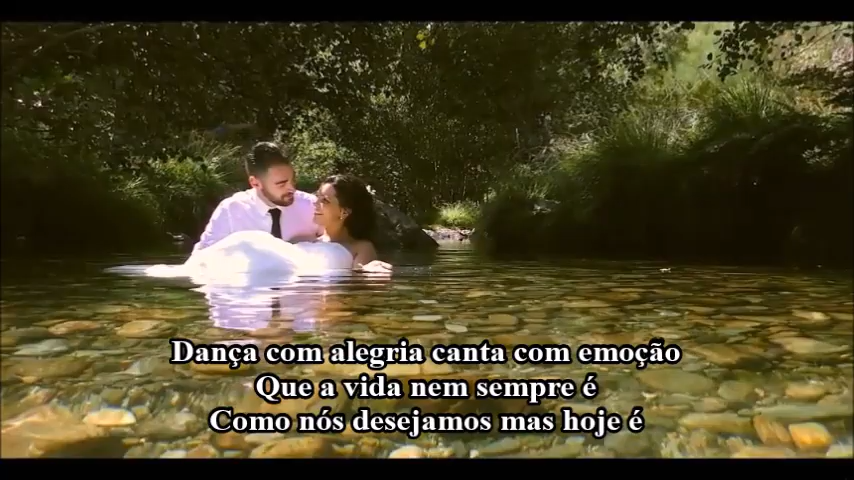 Dança com alegria canta com emoção
Que a vida nem sempre é
Como nós desejamos mas hoje é